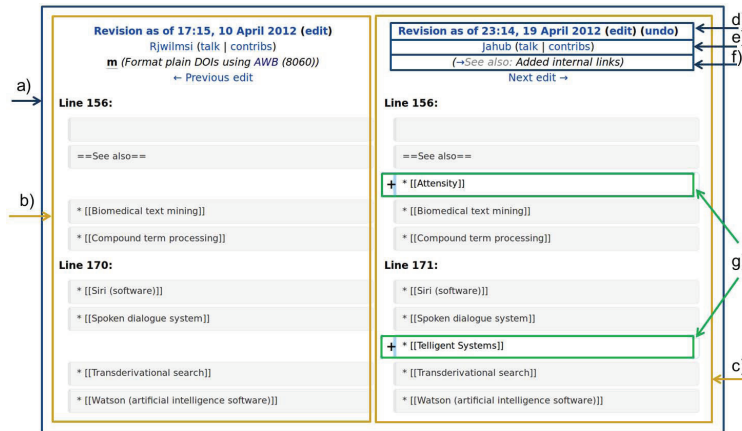 Revision as of 17:15, 10 April 2012 (edit)
Rjwilmsi (talk | contribs)
m (Format plain DOIs using AWB (8060))
← Previous edit
Line 156:
==See also==
* [[Biomedical text mining]]
* [[Compound term processing]]
Line 170:
* [[Siri (software)]]
* [[Spoken dialogue system]]
* [[Transderivational search]]
* [[Watson (artificial intelligence software)]]
Revision as of 23:14, 19 April 2012 (edit) (undo)
Jahub (talk | contribs)
(→See also: Added internal links)
Next edit →
Line 156:
==See also==
+ * [[Attensity]]
* [[Biomedical text mining]]
* [[Compound term processing]]
Line 171:
* [[Siri (software)]]
* [[Spoken dialogue system]]
+ * [[Telligent Systems]]
* [[Transderivational search]]
* [[Watson (artificial intelligence software)]]
a)
b)
d
e
f)
g
c)